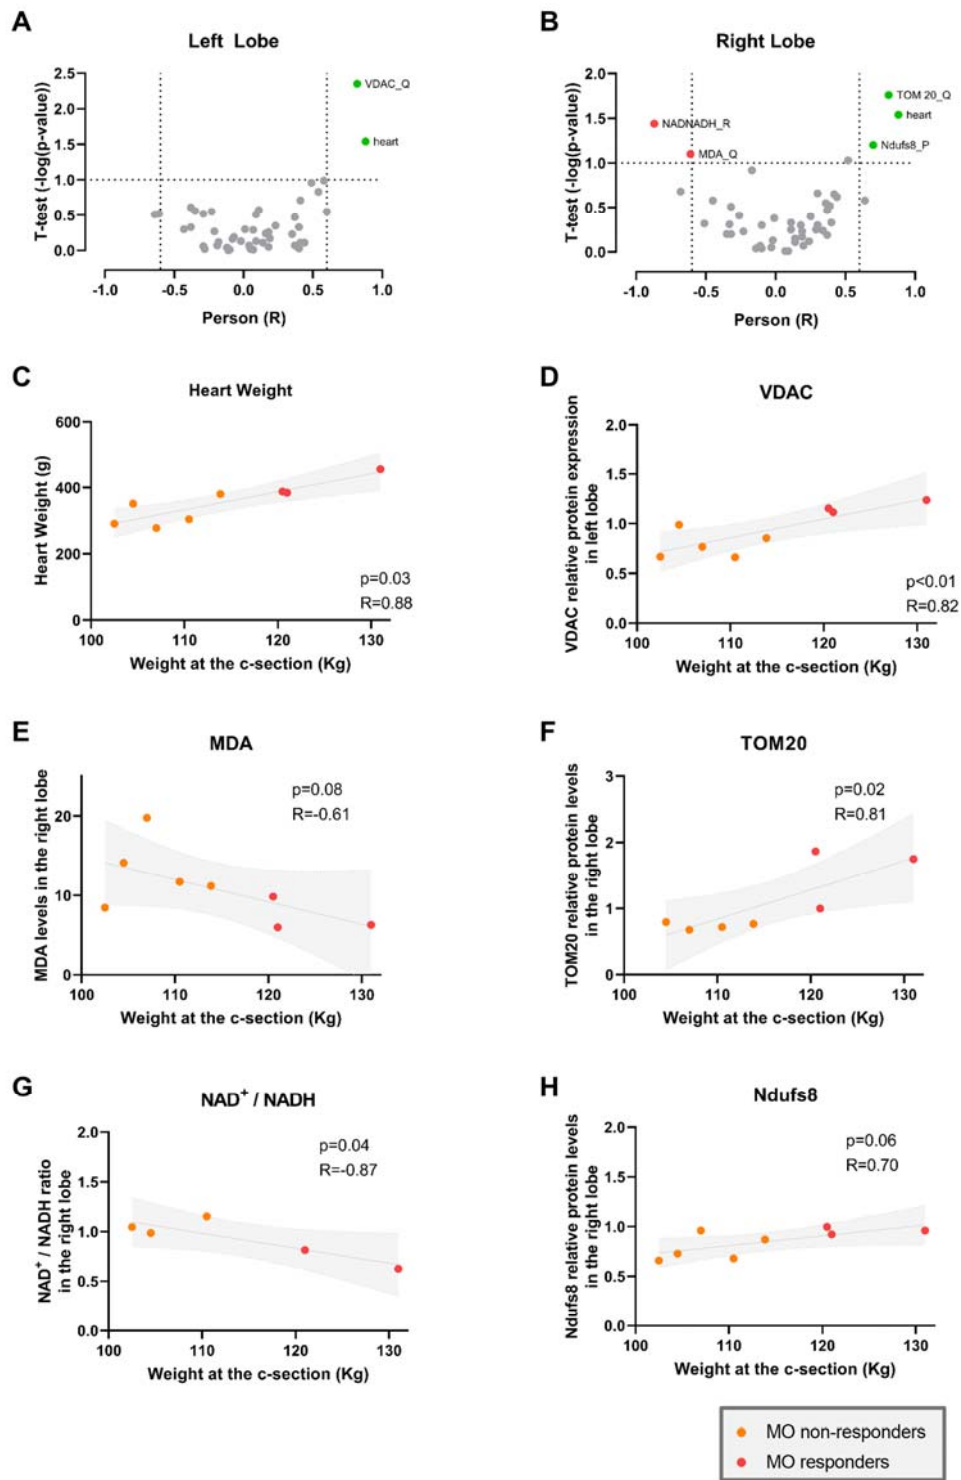 A
Left Lobe
T-test (-log(p-value))
2.5
2.0
1.5
1.0
0.5
0.0
VDAC_Q
heart
-1.0 -0.5 0.0 0.5 1.0
Person (R)
B
Right Lobe
T-test (-log(p-value))
2.0
1.5
1.0
0.5
0.0
TOM 20_Q
heart
NADNADH_R
Ndufs8_P
MDA_Q
-1.0 -0.5 0.0 0.5 1.0
Person (R)
C
Heart Weight
Heart Weight (g)
600
400
200
0
p=0.03
R=0.88
100 110 120 130
Weight at the c-section (Kg)
D
VDAC
VDAC relative protein expression
in left lobe
2.0
1.5
1.0
0.5
0.0
p<0.01
R=0.82
100 110 120 130
Weight at the c-section (Kg)
E
MDA
MDA levels in the right lobe
20
10
0
p=0.08
R=-0.61
100 110 120 130
Weight at the c-section (Kg)
F
TOM20
TOM20 relative protein levels
in the right lobe
3
2
1
0
p=0.02
R=0.81
100 110 120 130
Weight at the c-section (Kg)
G
NAD+ / NADH
NAD+ / NADH ratio
in the right lobe
2.0
1.5
1.0
0.5
0.0
p=0.04
R=-0.87
100 110 120 130
Weight at the c-section (Kg)
H
Ndufs8
Ndufs8 relative protein levels
in the right lobe
2.0
1.5
1.0
0.5
0.0
p=0.06
R=0.70
100 110 120 130
Weight at the c-section (Kg)
MO non-responders
MO responders